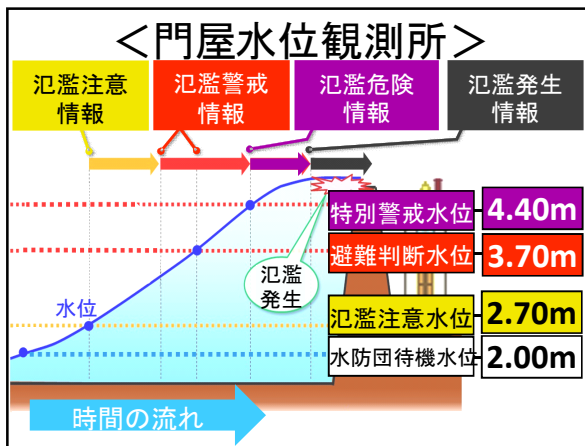 ＜門屋水位観測所＞
氾濫注意
情報
氾濫警戒
情報
氾濫危険
情報
氾濫発生
情報
特別警戒水位
4.40m
避難判断水位
3.70m
氾濫
発生
水位
氾濫注意水位
2.70m
水防団待機水位
2.00m
時間の流れ